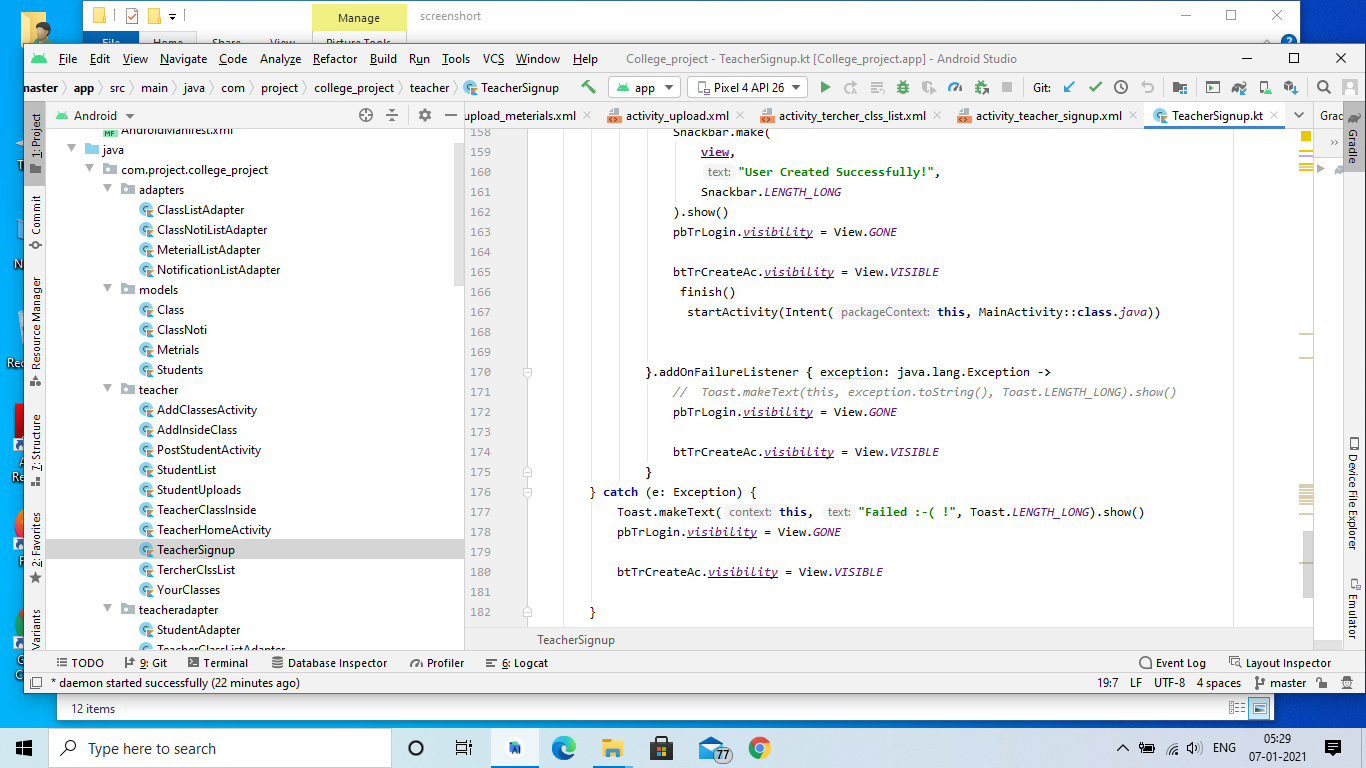 Manage
screenshort
File
Home
Share
View
Picture Tools
File Edit View Navigate Code Analyze Refactor Build Run Tools VCS Window Help College_project - TeacherSignup.kt [College_project.app] - Android Studio
master app src main java com project college_project teacher TeacherSignup app Pixel 4 API 26 Git:
Android
upload_meterials.xml activity_upload.xml activity_tercher_clss_list.xml activity_teacher_signup.xml TeacherSignup.kt Grac
AndroidManifest.xml
java
com.project.college_project
adapters
ClassListAdapter
ClassNotiListAdapter
MeterialListAdapter
NotificationListAdapter
models
Class
ClassNoti
Metrials
Students
teacher
AddClassesActivity
AddInsideClass
PostStudentActivity
StudentList
StudentUploads
TeacherClassInside
TeacherHomeActivity
TeacherSignup
TercherClssList
YourClasses
teacheradapter
StudentAdapter
TeacherClassListAdapter
1: Project
Commit
Resource Manager
7: Structure
2: Favorites
Variants
158 Snackbar.make(
159 view,
160 text: "User Created Successfully!",
161 Snackbar.LENGTH_LONG
162 ).show()
163 pbTrLogin.visibility = View.GONE
164
165 btTrCreateAc.visibility = View.VISIBLE
166 finish()
167 startActivity(Intent( packageContext: this, MainActivity::class.java))
168
169
170 }.addOnFailureListener { exception: java.lang.Exception ->
171 // Toast.makeText(this, exception.toString(), Toast.LENGTH_LONG).show()
172 pbTrLogin.visibility = View.GONE
173
174 btTrCreateAc.visibility = View.VISIBLE
175 }
176 } catch (e: Exception) {
177 Toast.makeText( context: this, text: "Failed :-( !", Toast.LENGTH_LONG).show()
178 pbTrLogin.visibility = View.GONE
179
180 btTrCreateAc.visibility = View.VISIBLE
181
182 }
TeacherSignup
Gradle
Device File Explorer
Emulator
TODO 9: Git Terminal Database Inspector Profiler 6: Logcat Event Log Layout Inspector
* daemon started successfully (22 minutes ago) 19:7 LF UTF-8 4 spaces master
12 items
Type here to search
77
ENG
05:29
07-01-2021